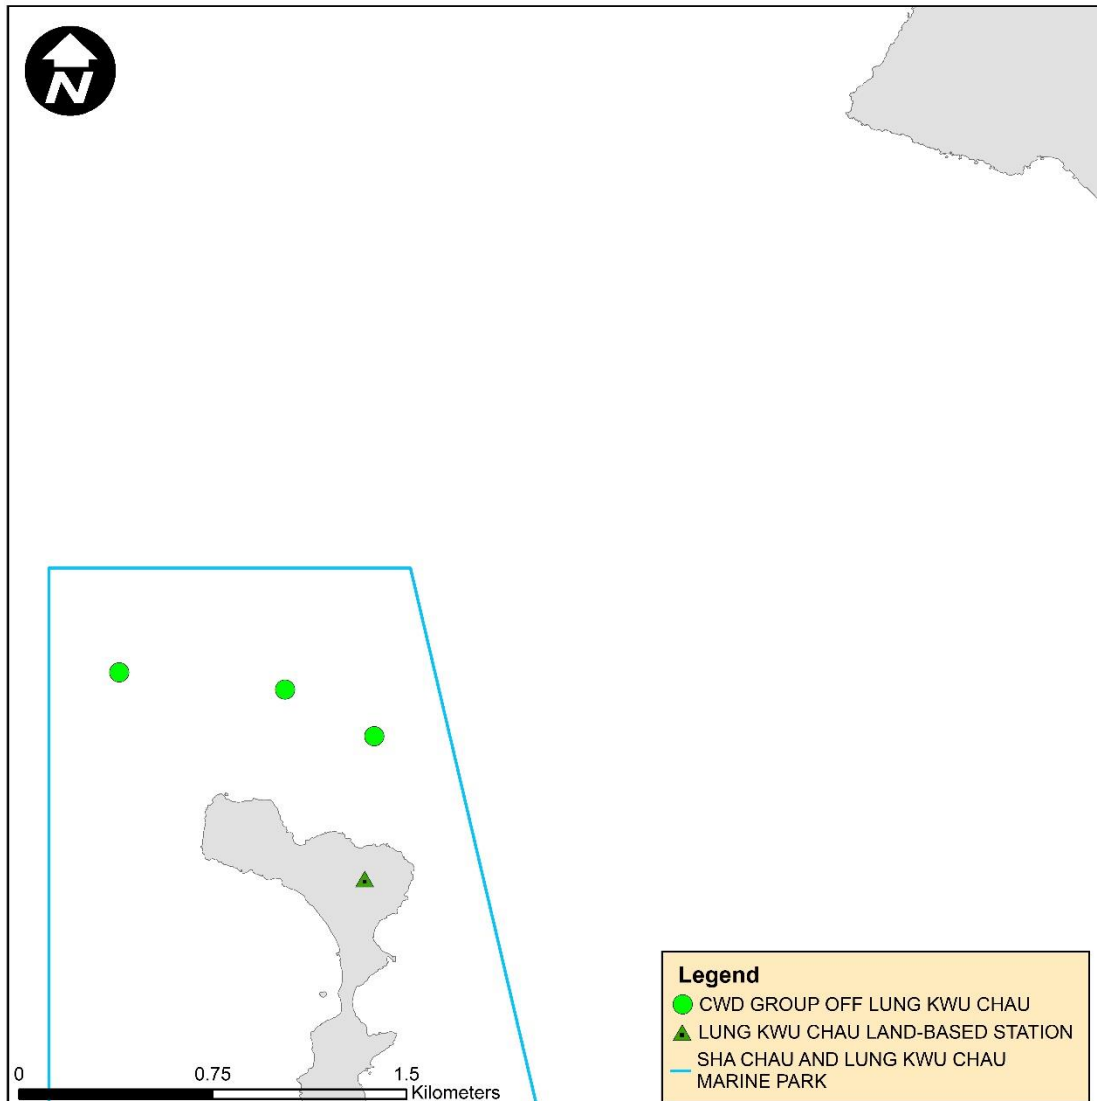 N
Legend
CWD GROUP OFF LUNG KWU CHAU
LUNG KWU CHAU LAND-BASED STATION
SHA CHAU AND LUNG KWU CHAU
MARINE PARK
0 0.75 1.5
Kilometers